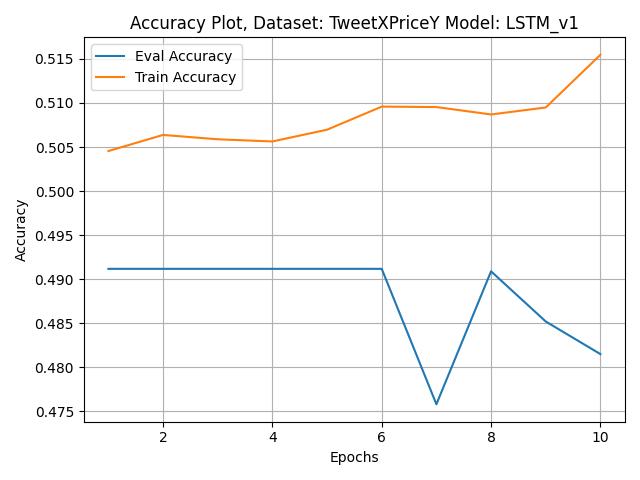 Accuracy Plot, Dataset: TweetXPriceY Model: LSTM_v1
Eval Accuracy
Train Accuracy
0.515
0.510
0.505
0.500
0.495
0.490
0.485
0.480
0.475
Accuracy
2 4 6 8 10
Epochs